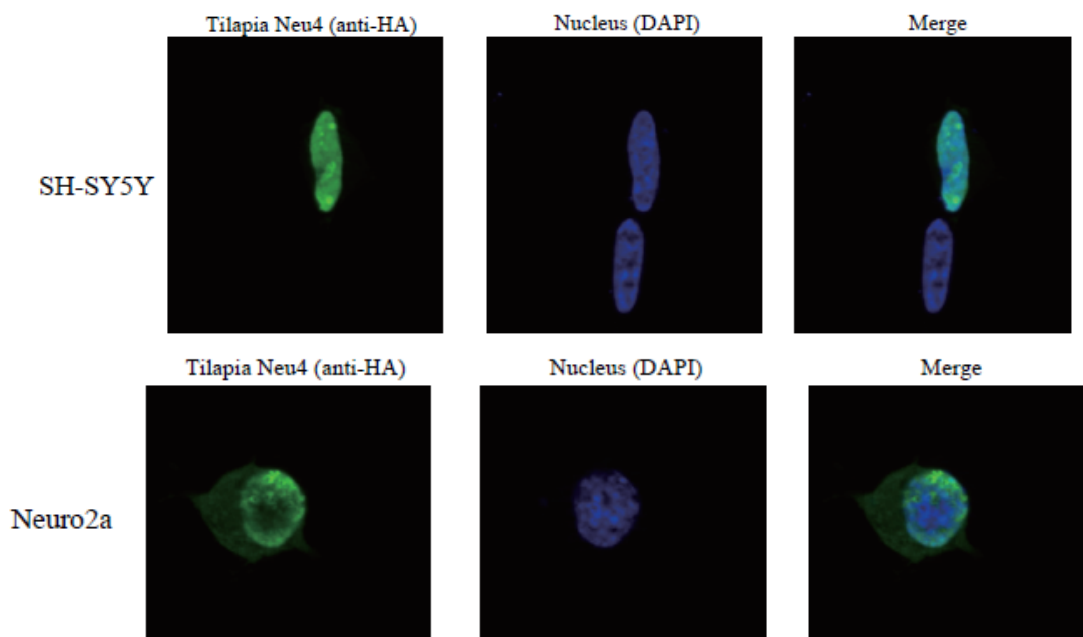 Tilapia Neu4 (anti-HA) Nucleus (DAPI) Merge
SH-SY5Y
Tilapia Neu4 (anti-HA) Nucleus (DAPI) Merge
Neuro2a